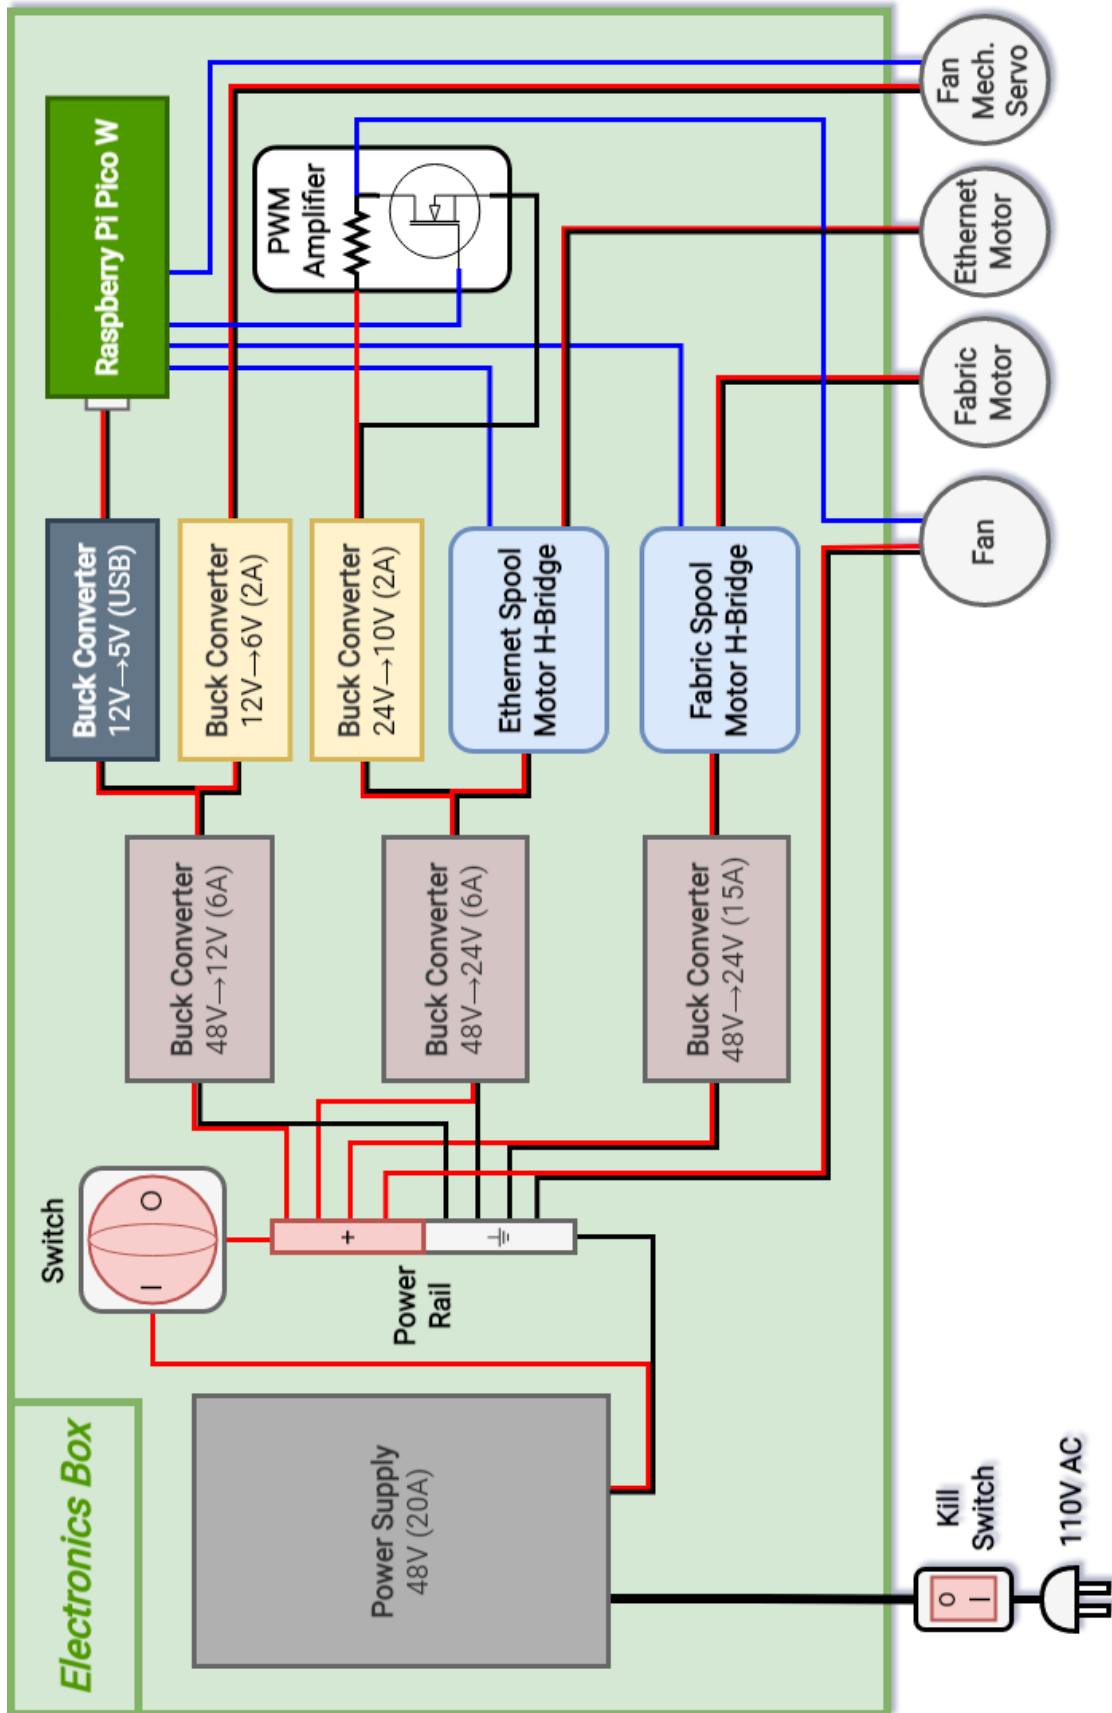 Electronics Box
Power Supply
48V (20A)
Switch
I
O
Power
Rail
+
Buck Converter
48V→12V (6A)
Buck Converter
48V→24V (6A)
Buck Converter
48V→24V (15A)
Buck Converter
12V→5V (USB)
Buck Converter
12V→6V (2A)
Buck Converter
24V→10V (2A)
Ethernet Spool
Motor H-Bridge
Fabric Spool
Motor H-Bridge
Raspberry Pi Pico W
PWM
Amplifier
Kill
Switch
O
I
110V AC
Fan
Fabric
Motor
Ethernet
Motor
Fan
Mech.
Servo